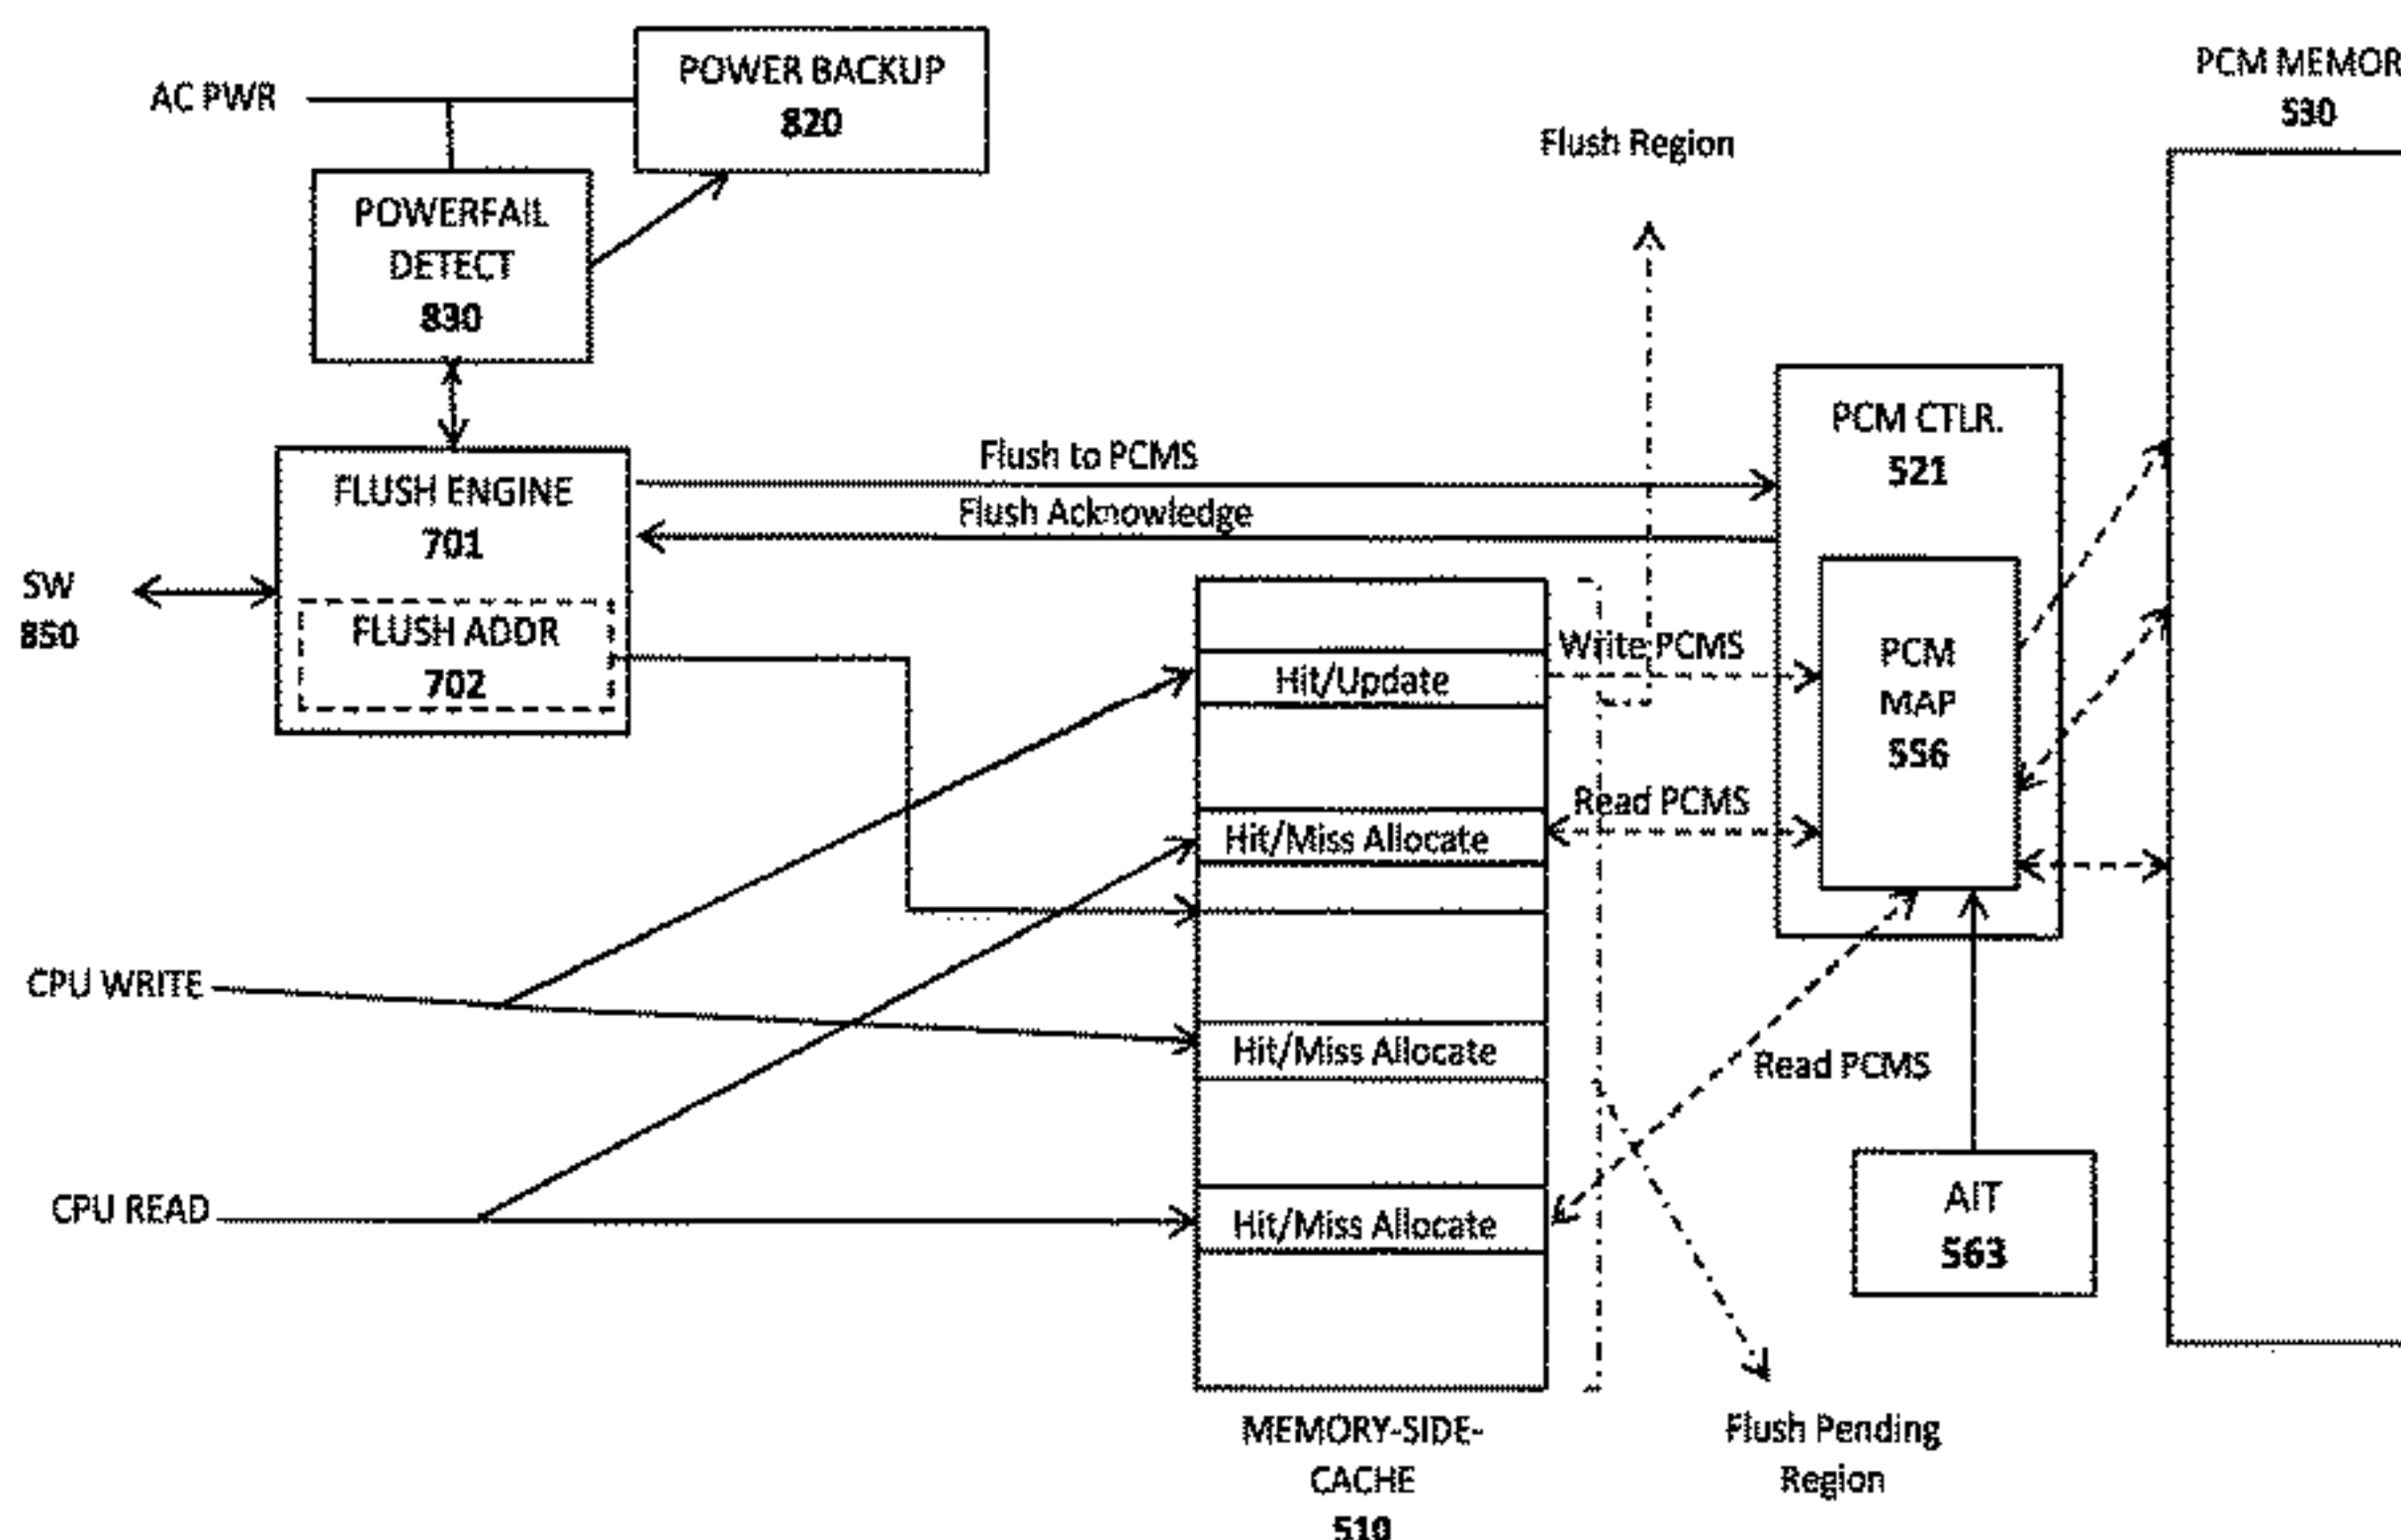 AC PWR
POWER BACKUP
820
POWERFAIL
DETECT
830
Flush Region
PCM MEMOR
530
FLUSH ENGINE
701
FLUSH ADDR
702
SW
850
Flush to PCMS
Flush Acknowledge
PCM CTLR.
521
PCM
MAP
556
Write PCMS
Hit/Update
Read PCMS
Hit/Miss Allocate
CPU WRITE
Hit/Miss Allocate
Read PCMS
CPU READ
Hit/Miss Allocate
AIT
563
MEMORY-SIDE-
CACHE
510
Flush Pending
Region